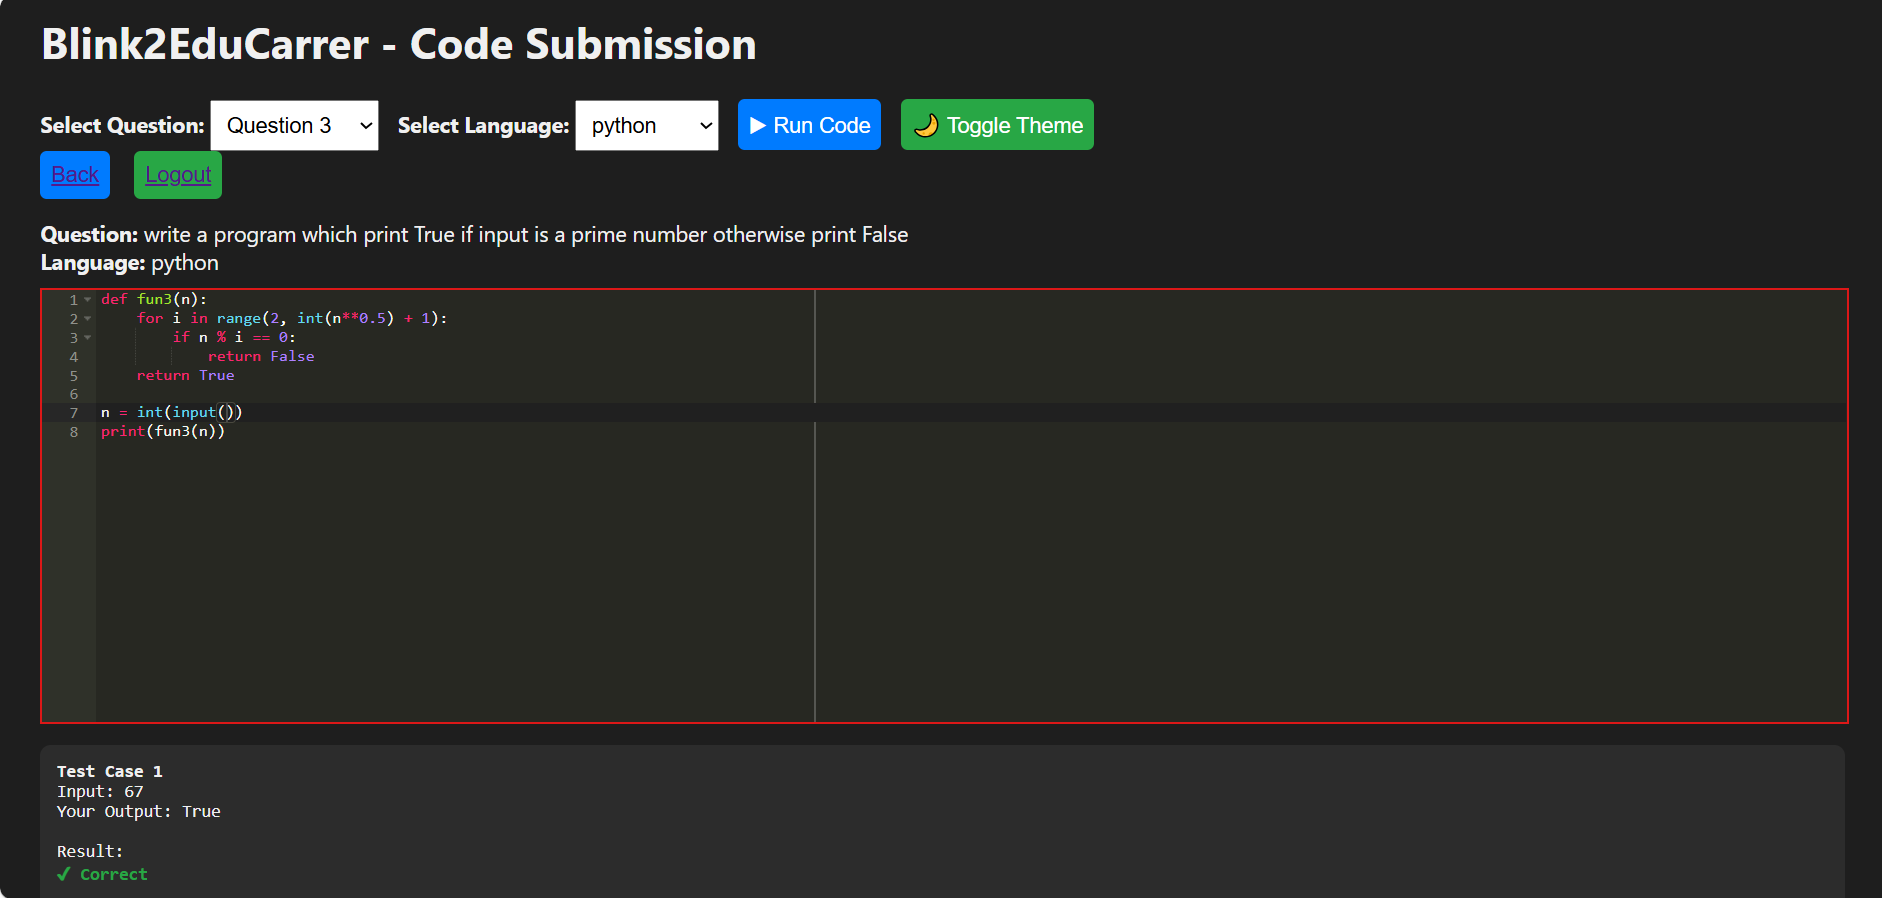 Blink2EduCarrer - Code Submission
Select Question: Question 3 Select Language: python ▶ Run Code 🌙 Toggle Theme
Back Logout
Question: write a program which print True if input is a prime number otherwise print False
Language: python
1 def fun3(n):
2     for i in range(2, int(n**0.5) + 1):
3         if n % i == 0:
4             return False
5     return True
6
7 n = int(input())
8 print(fun3(n))
Test Case 1
Input: 67
Your Output: True
Result:
✔ Correct